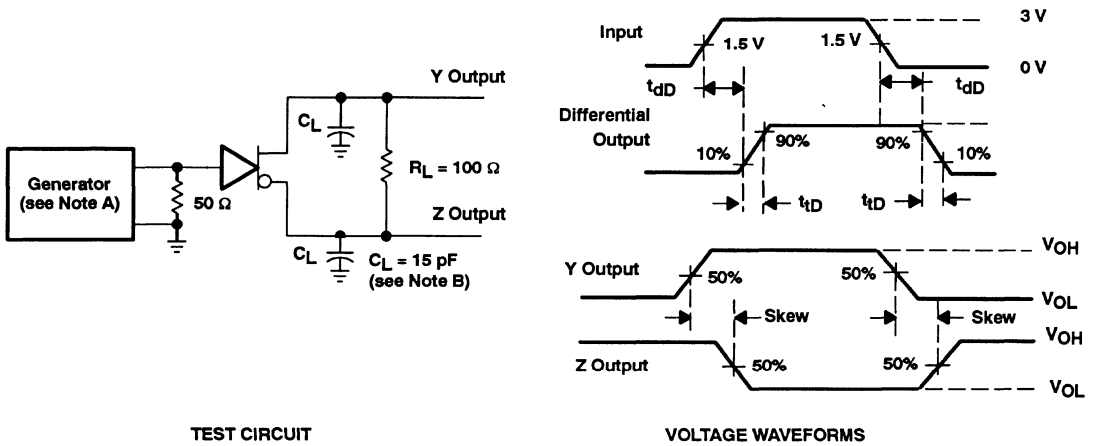 Y Output
C_L
R_L = 100 Ω
Generator
(see Note A)
50 Ω
Z Output
C_L
C_L = 15 pF
(see Note B)
TEST CIRCUIT
Input
3 V
1.5 V
1.5 V
0 V
t_dD
t_dD
Differential
Output
90%
90%
10%
10%
t_tD
t_tD
V_OH
Y Output
50%
50%
V_OL
Skew
Skew
V_OH
Z Output
50%
50%
V_OL
VOLTAGE WAVEFORMS